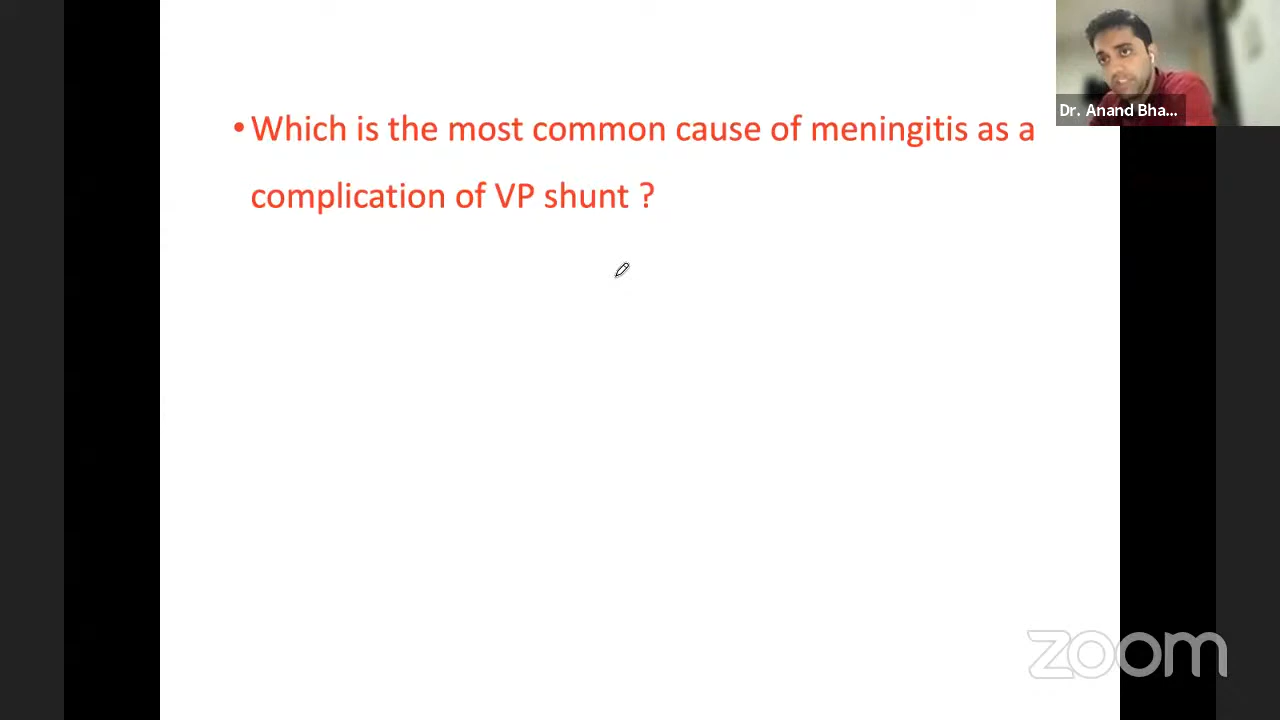 Dr. Anand Bha...
• Which is the most common cause of meningitis as a
complication of VP shunt ?
zoom